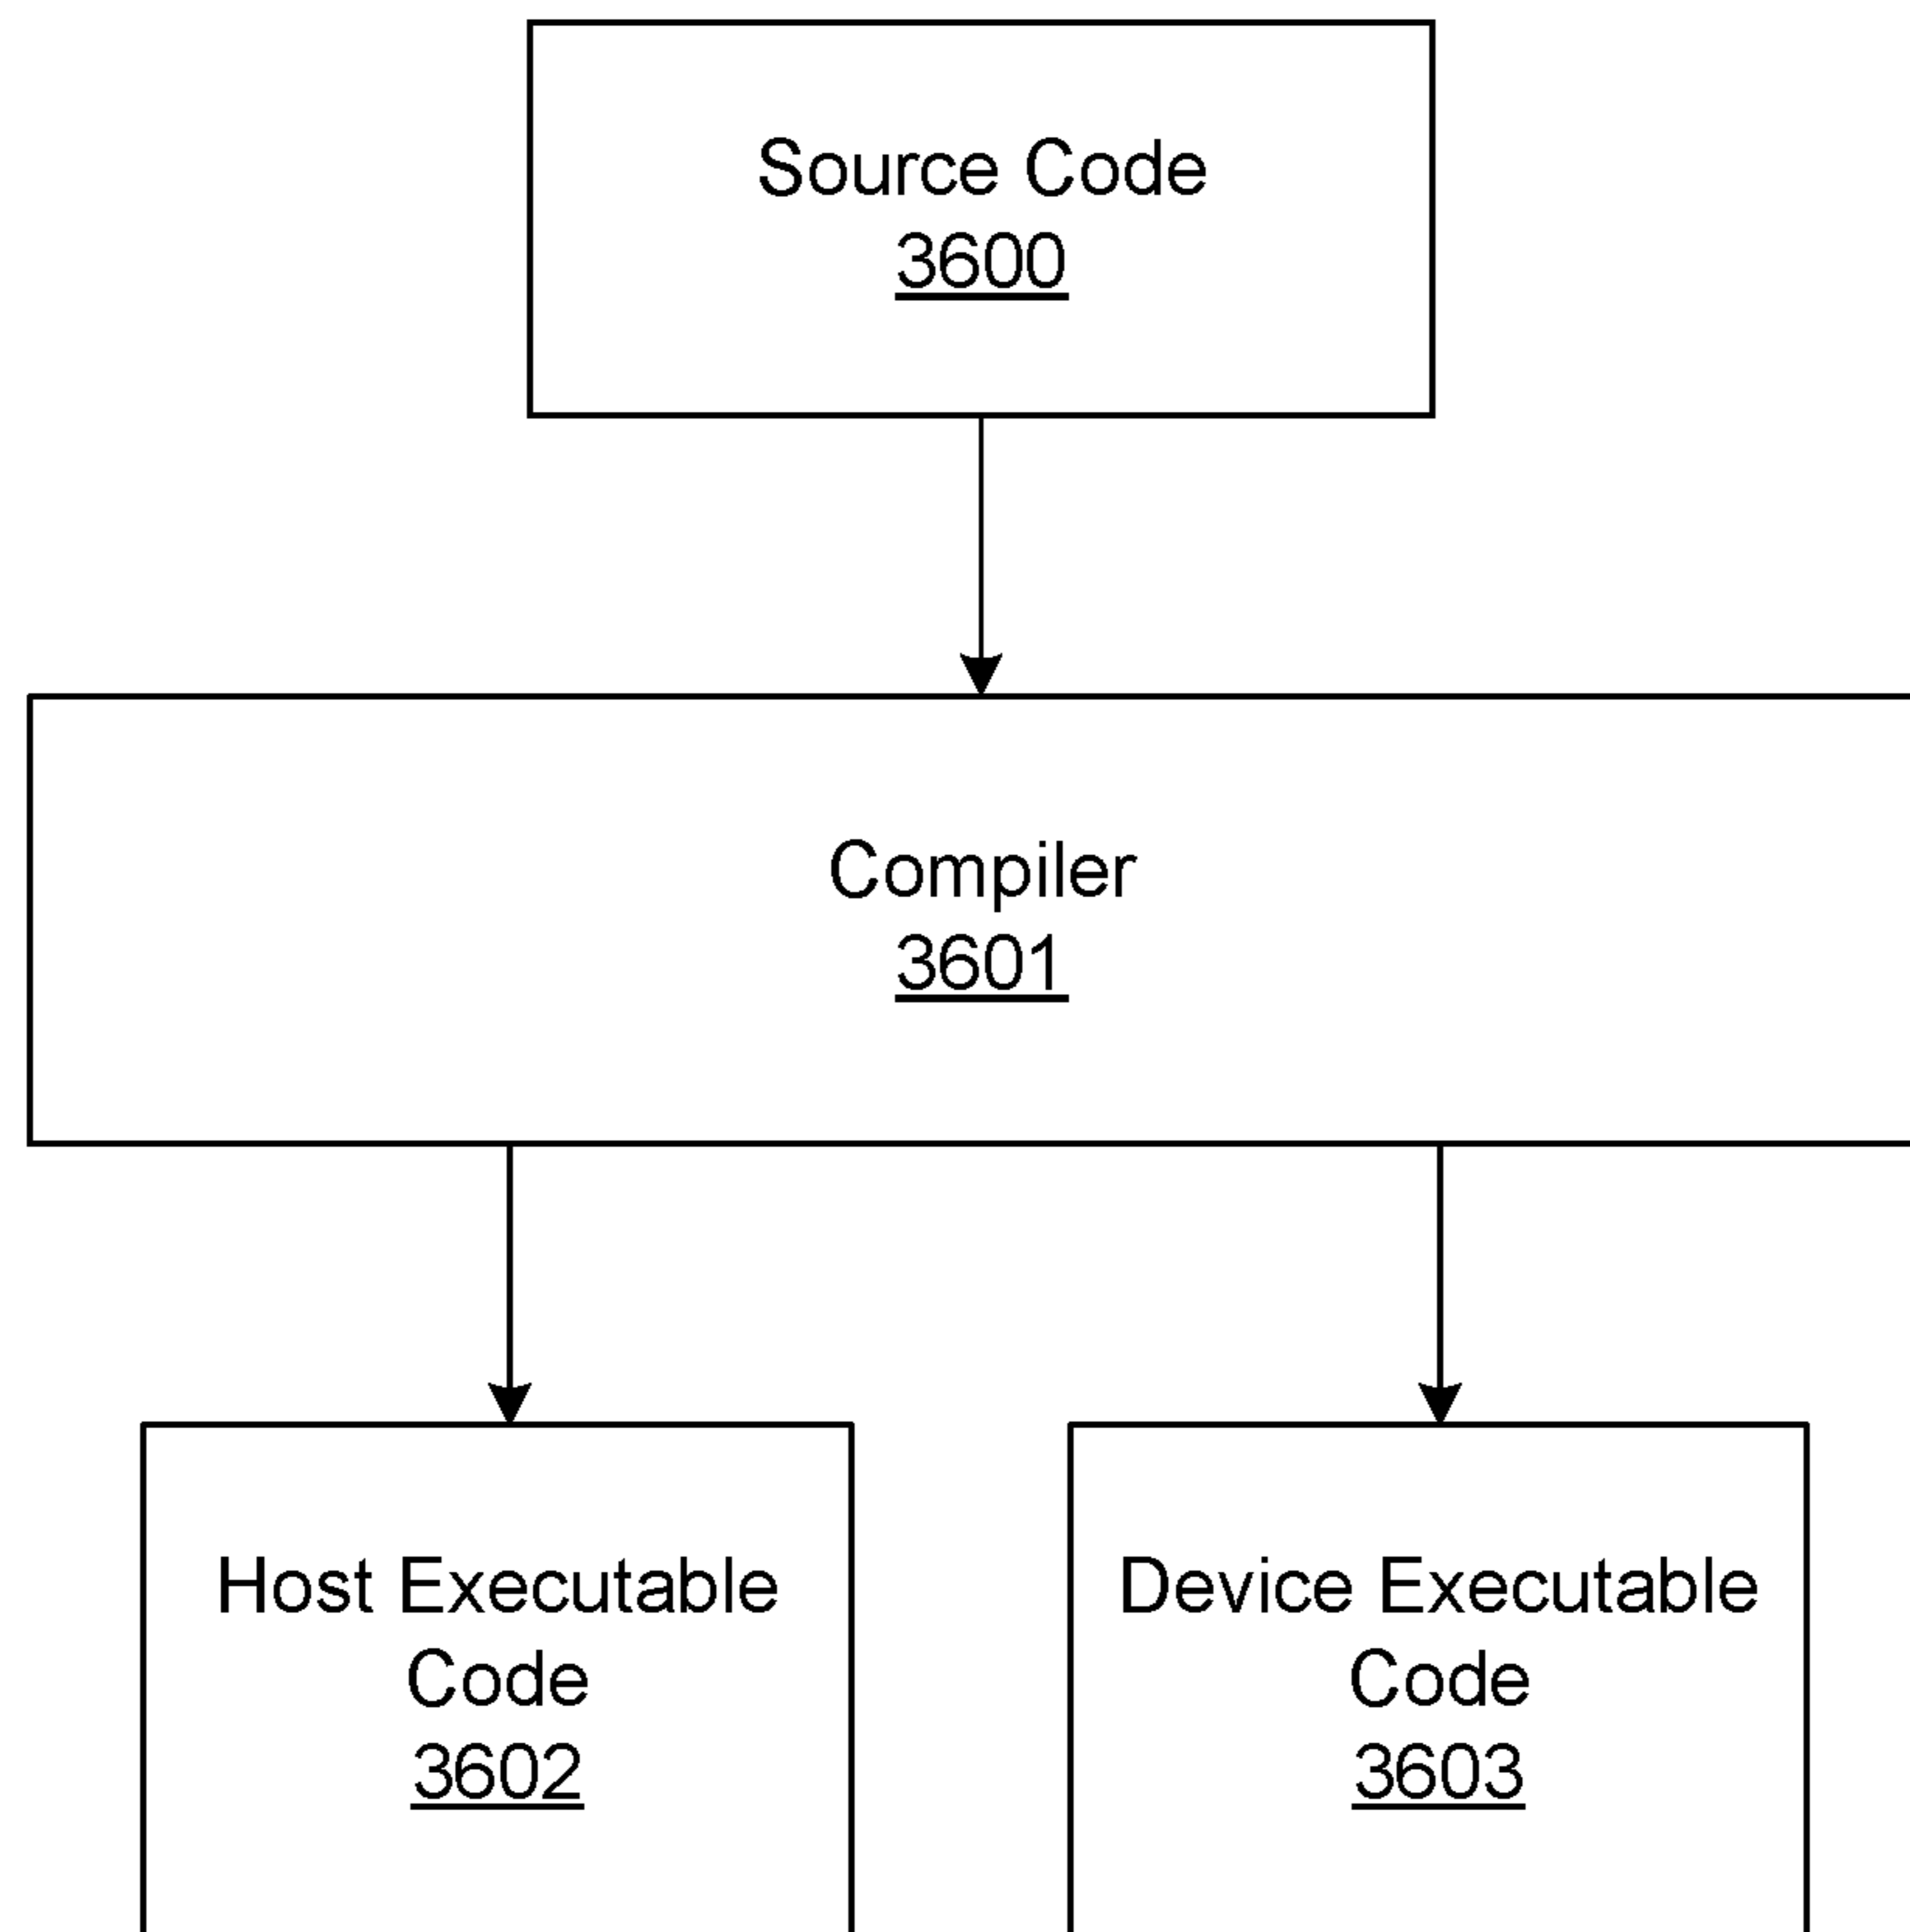 Source Code
3600
Compiler
3601
Host Executable
Code
3602
Device Executable
Code
3603